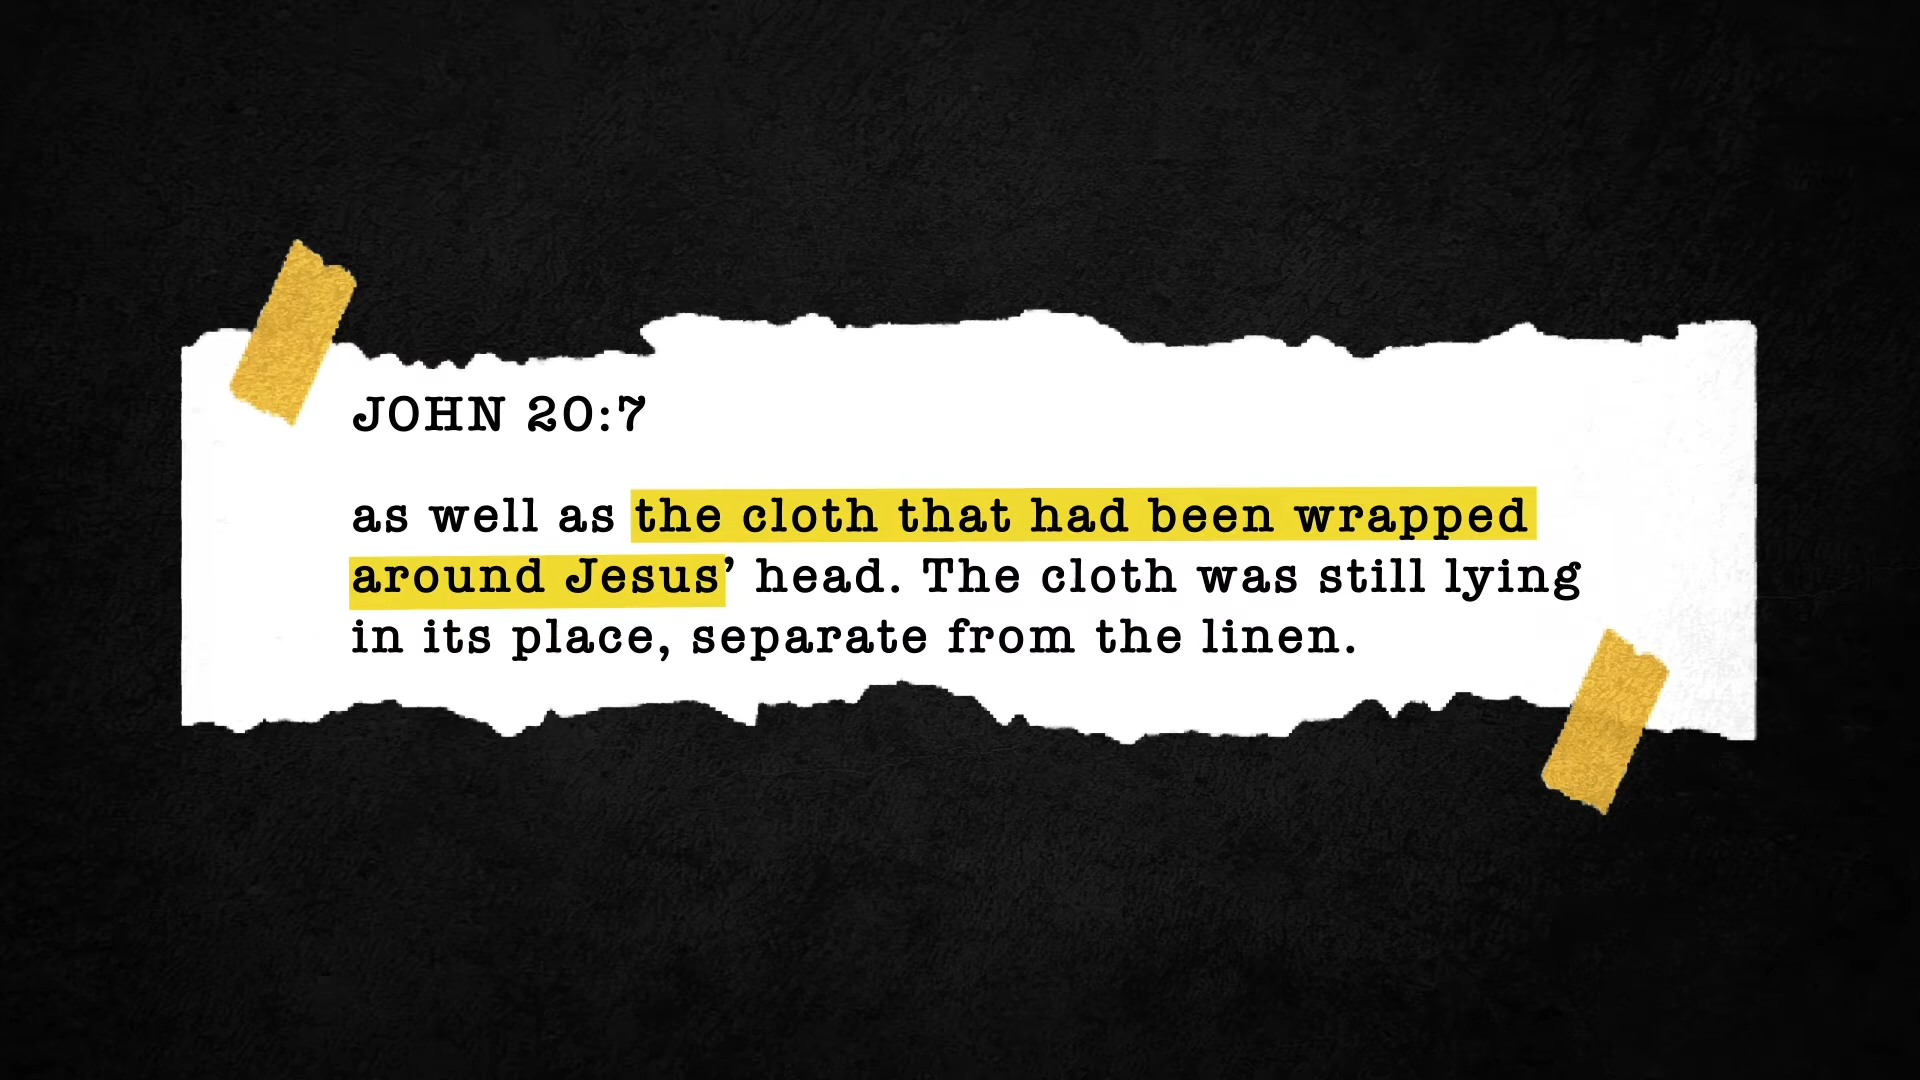 JOHN 20:7
as well as the cloth that had been wrapped
around Jesus’ head. The cloth was still lying
in its place, separate from the linen.